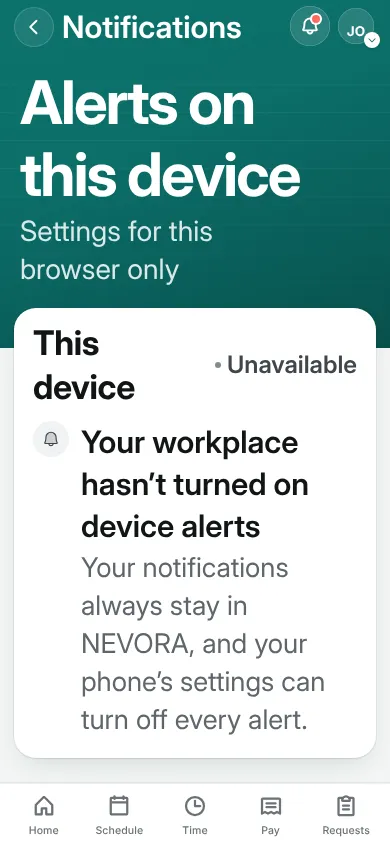 Notifications
JO
Alerts on
this device
Settings for this
browser only
This
device
• Unavailable
Your workplace
hasn’t turned on
device alerts
Your notifications
always stay in
NEVORA, and your
phone’s settings can
turn off every alert.
Home
Schedule
Time
Pay
Requests